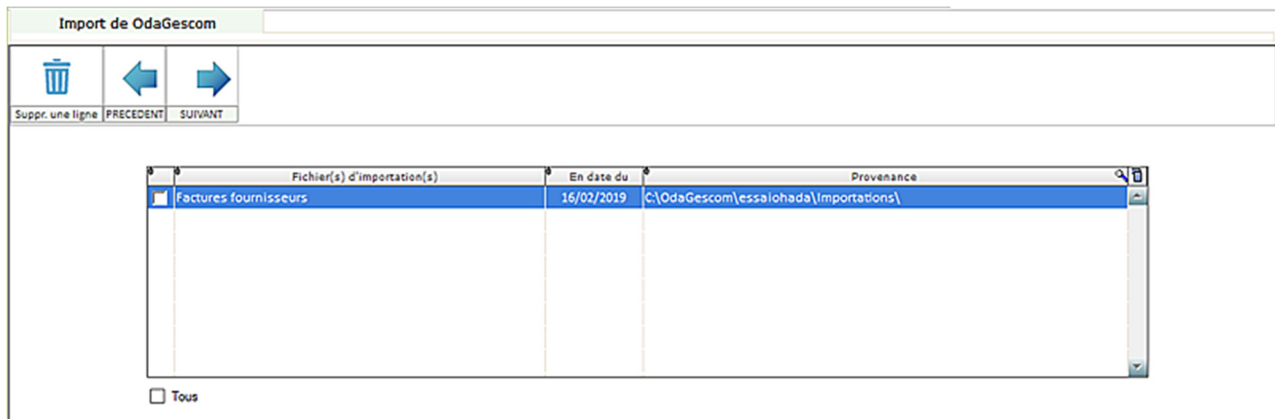 Import de OdaGescom
Suppr. une ligne PRECEDENT SUIVANT
Fichier(s) d'importation(s) En date du Provenance
Factures fournisseurs 16/02/2019 C:\OdaGescom\essaiohada\Importations\
Tous